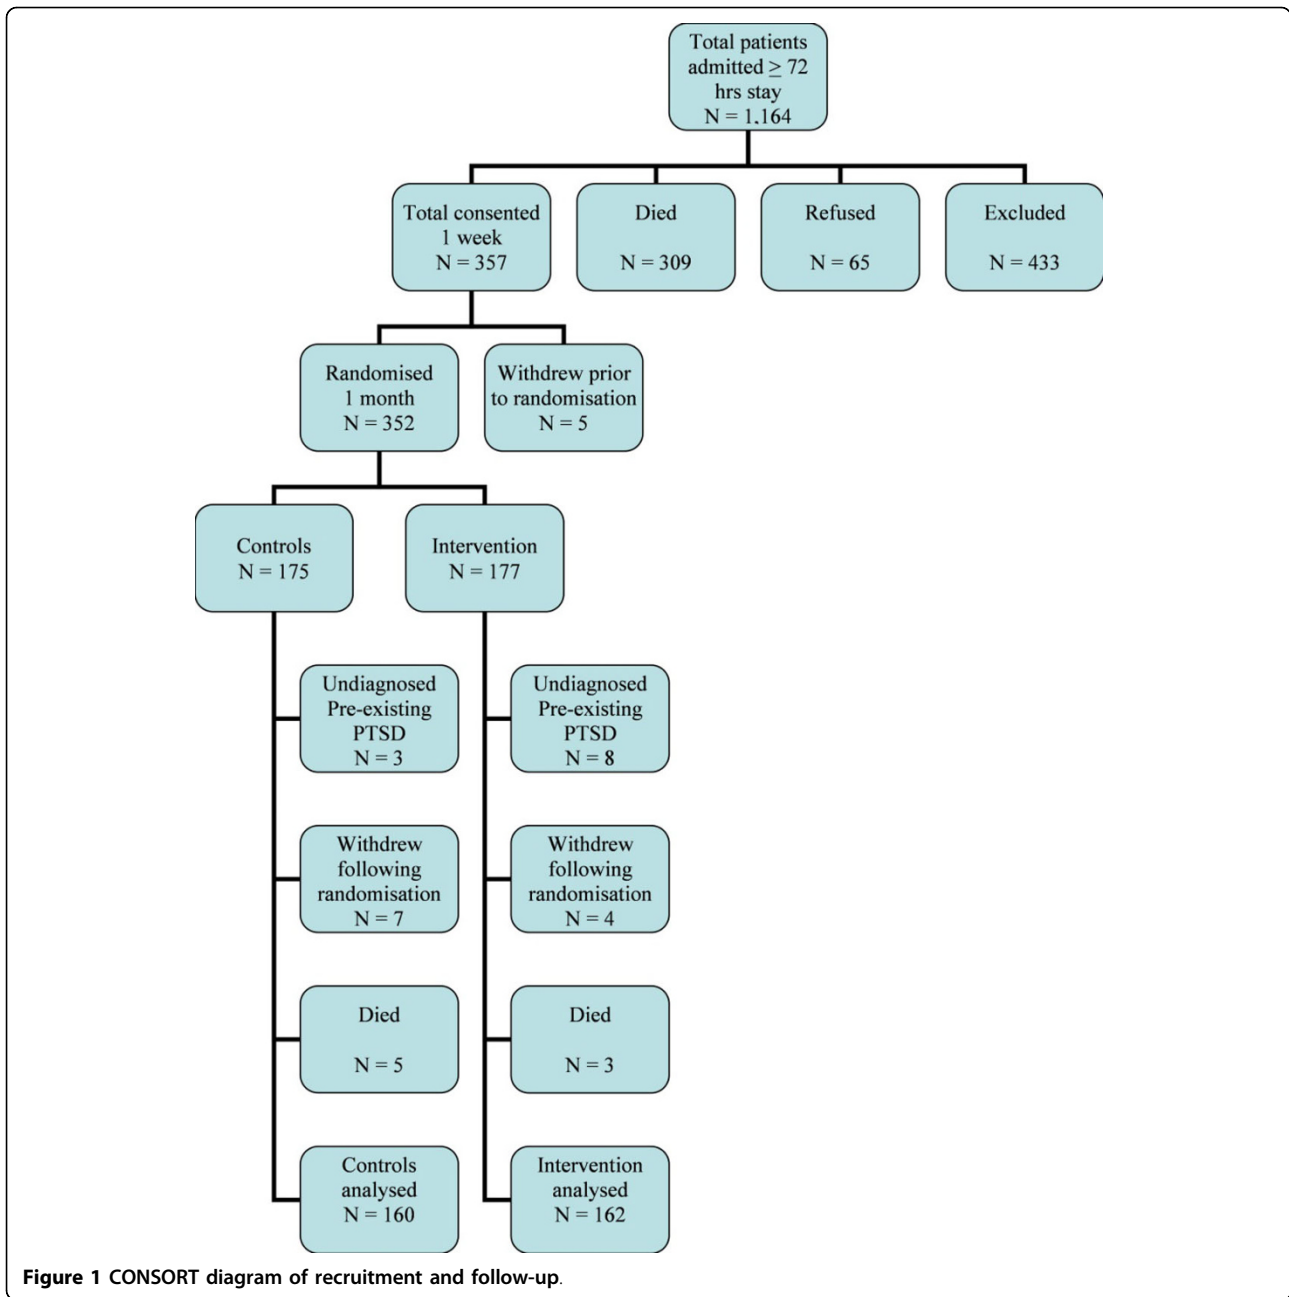 Total patients
admitted ≥ 72
hrs stay
N = 1,164
Total consented
1 week
N = 357
Died
N = 309
Refused
N = 65
Excluded
N = 433
Randomised
1 month
N = 352
Withdrew prior
to randomisation
N = 5
Controls
N = 175
Intervention
N = 177
Undiagnosed
Pre-existing
PTSD
N = 3
Undiagnosed
Pre-existing
PTSD
N = 8
Withdrew
following
randomisation
N = 7
Withdrew
following
randomisation
N = 4
Died
N = 5
Died
N = 3
Controls
analysed
N = 160
Intervention
analysed
N = 162
Figure 1 CONSORT diagram of recruitment and follow-up.